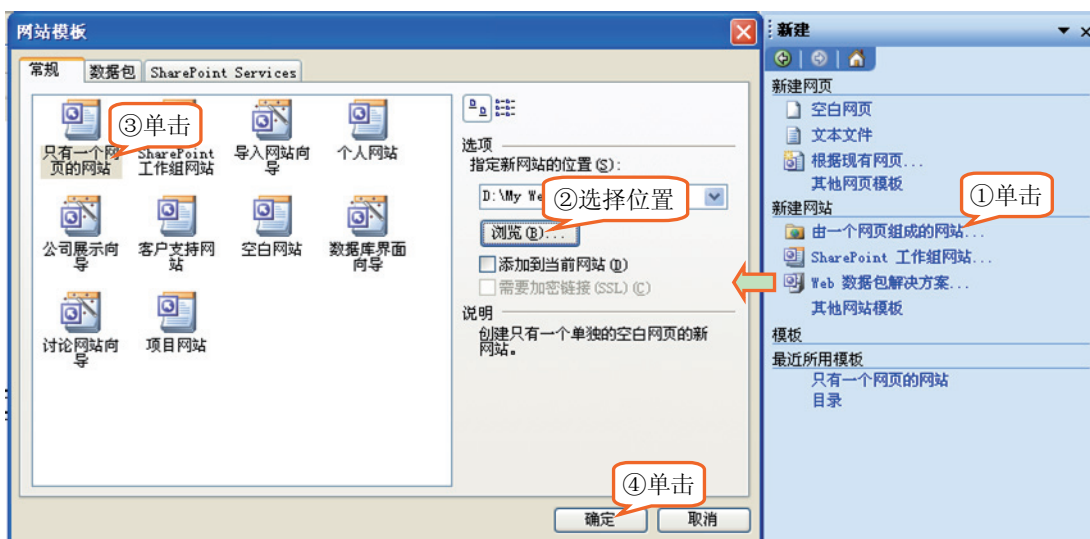 网站模板
常规 数据包 SharePoint Services
③单击
只有一个网
页的网站
SharePoint
工作组网站
导入网站向
导
个人网站
公司展示向
导
客户支持网
站
空白网站
数据库界面
向导
讨论网站向
导
项目网站
选项
指定新网站的位置(S):
D:\My We
②选择位置
浏览(B)...
添加到当前网站(D)
需要加密链接(SSL)(C)
说明
创建只有一个单独的空白网页的新
网站。
④单击
确定 取消
新建
新建网页
空白网页
文本文件
根据现有网页...
其他网页模板
①单击
新建网站
由一个网页组成的网站...
SharePoint 工作组网站...
Web 数据包解决方案...
其他网站模板
模板
最近所用模板
只有一个网页的网站
目录